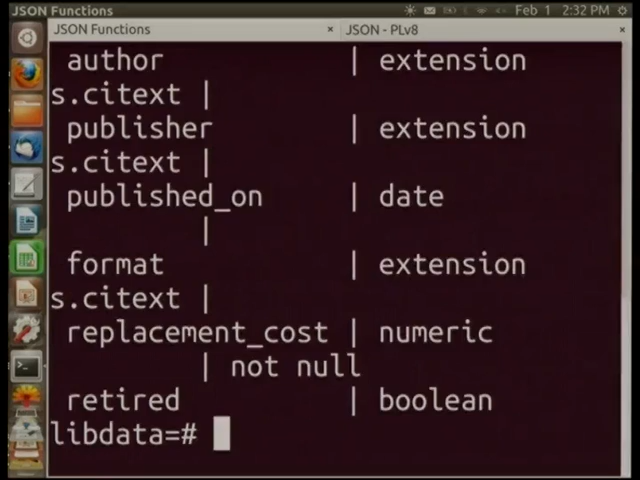 JSON Functions
Feb 1 2:32 PM
JSON Functions × JSON - PLv8 ×
author | extension
s.citext |
publisher | extension
s.citext |
published_on | date
|
format | extension
s.citext |
replacement_cost | numeric
| not null
retired | boolean
libdata=#